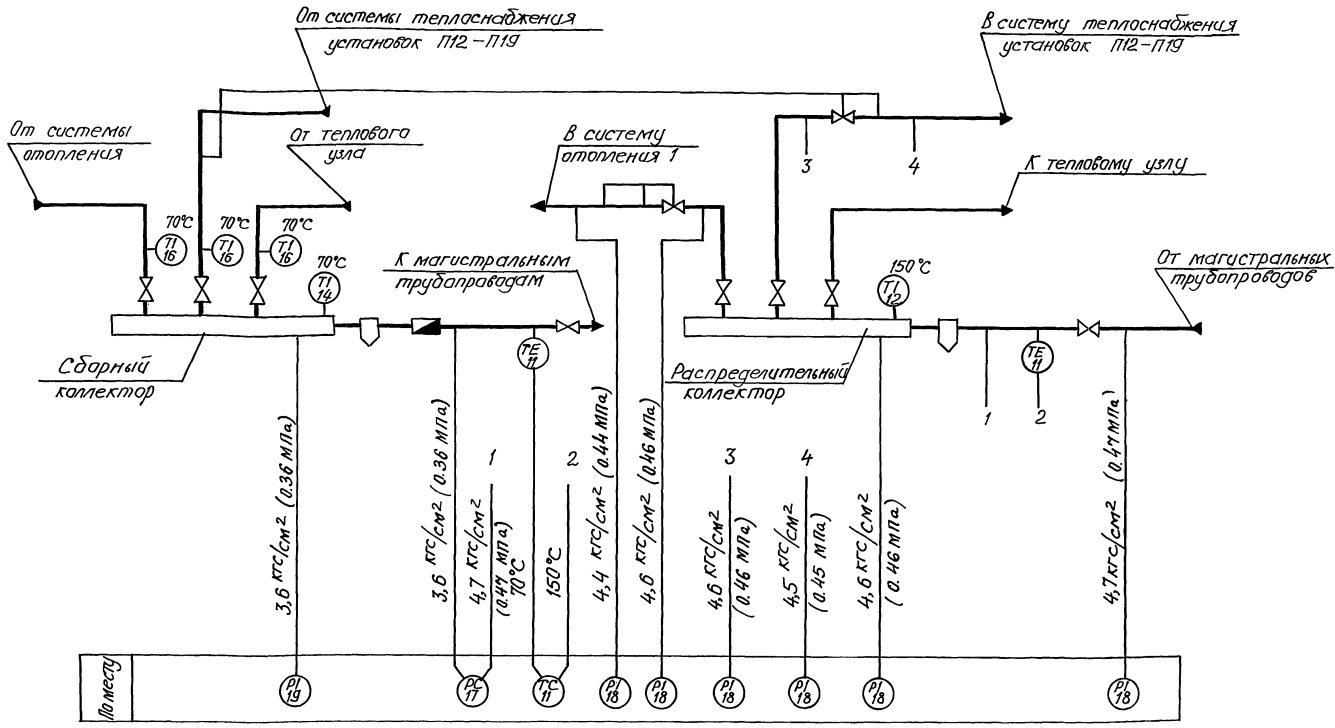 От системы теплоснабжения
установок П12-П19
В систему теплоснабжения
установок П12-П19
От системы
отопления
От теплового
узла
В систему
отопления 1
3
4
К тепловому узлу
70°C
TI
16
70°C
TI
16
70°C
TI
16
70°C
TI
14
К магистральным
трубопроводам
150°C
TI
12
От магистральных
трубопроводов
Сборный
коллектор
TE
11
Распределительный
коллектор
TE
11
1
2
3,6 кгс/см² (0.36 МПа)
3,6 кгс/см² (0.36 МПа)
1
4,7 кгс/см²
(0.47 МПа)
70°C
2
150°C
4,4 кгс/см² (0.44 МПа)
4,6 кгс/см² (0.46 МПа)
3
4,6 кгс/см²
(0.46 МПа)
4
4,5 кгс/см²
(0.45 МПа)
4,6 кгс/см²
(0.46 МПа)
4,7 кгс/см² (0.47 МПа)
По месту
PI
19
PC
17
TC
11
PI
18
PI
18
PI
18
PI
18
PI
18
PI
18